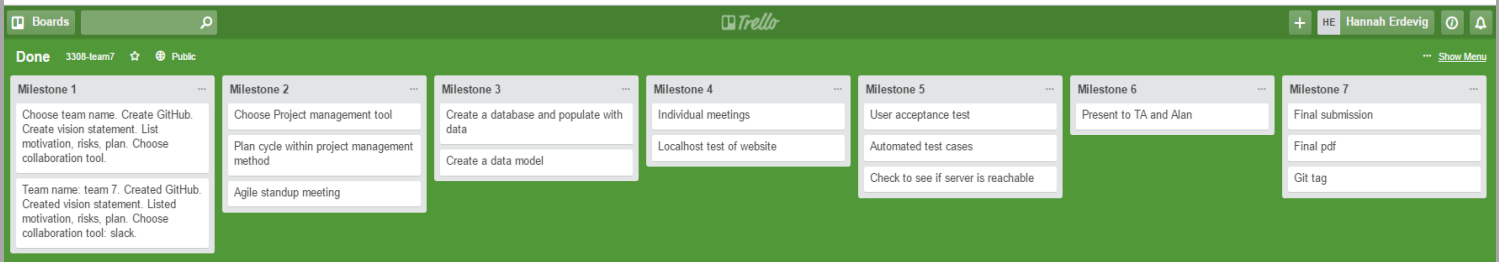 Boards
Trello
HE Hannah Erdevig
Done 3308-team7 Public
... Show Menu
Milestone 1 ...
Choose team name. Create GitHub.
Create vision statement. List
motivation, risks, plan. Choose
collaboration tool.
Team name: team 7. Created GitHub.
Created vision statement. Listed
motivation, risks, plan. Choose
collaboration tool: slack.
Milestone 2 ...
Choose Project management tool
Plan cycle within project management
method
Agile standup meeting
Milestone 3 ...
Create a database and populate with
data
Create a data model
Milestone 4 ...
Individual meetings
Localhost test of website
Milestone 5 ...
User acceptance test
Automated test cases
Check to see if server is reachable
Milestone 6 ...
Present to TA and Alan
Milestone 7 ...
Final submission
Final pdf
Git tag